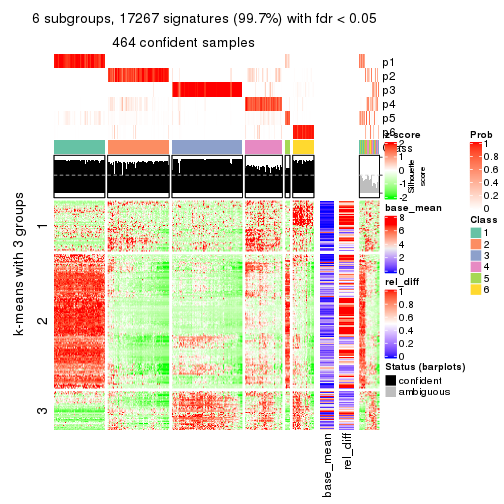 6 subgroups, 17267 signatures (99.7%) with fdr < 0.05
464 confident samples
p1
p2
p3
p4
p5
p6
Class
z-score
2
1
0
-1
-2
Silhouette
score
Prob
1
0.8
0.6
0.4
0.2
0
base_mean
8
6
4
2
0
Class
1
2
3
4
5
6
rel_diff
1
0.8
0.6
0.4
0.2
0
Status (barplots)
confident
ambiguous
k-means with 3 groups
1
2
3
base_mean
rel_diff